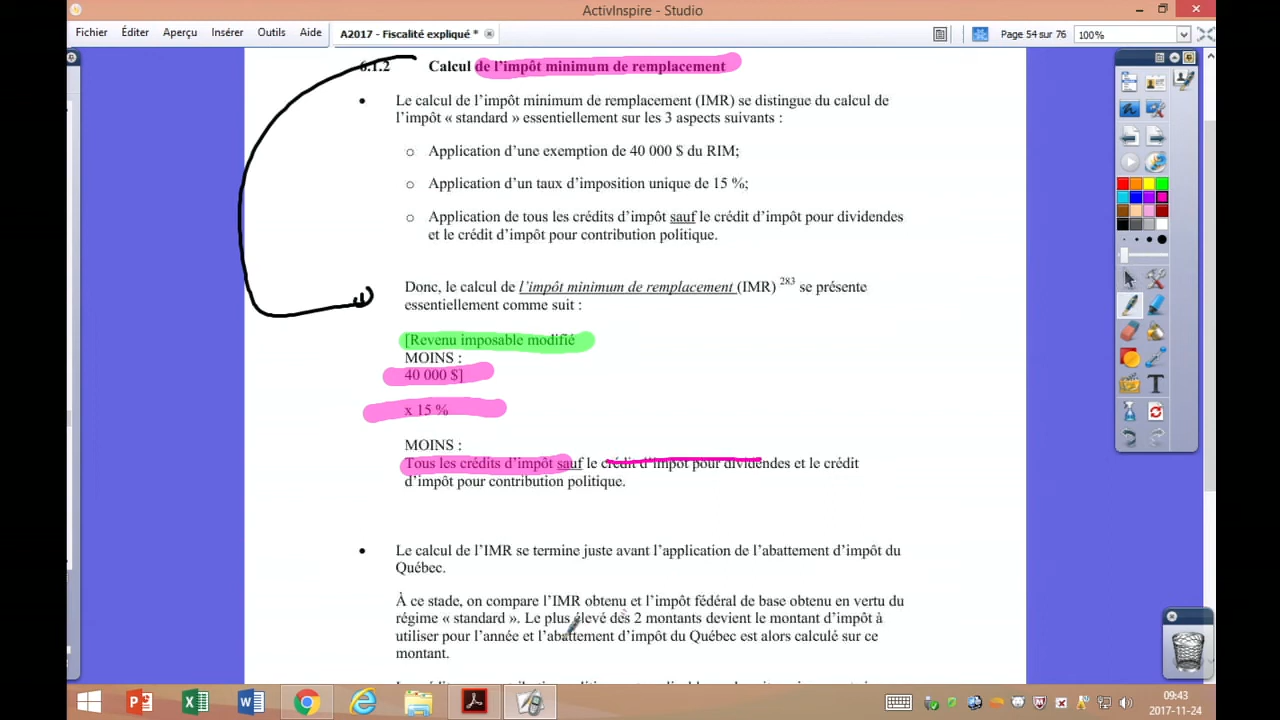 ActivInspire - Studio
Fichier Éditer Aperçu Insérer Outils Aide A2017 - Fiscalité expliqué * Page 54 sur 76 100%
6.1.2 Calcul de l'impôt minimum de remplacement
• Le calcul de l'impôt minimum de remplacement (IMR) se distingue du calcul de
l'impôt « standard » essentiellement sur les 3 aspects suivants :
o Application d'une exemption de 40 000 $ du RIM;
o Application d'un taux d'imposition unique de 15 %;
o Application de tous les crédits d'impôt sauf le crédit d'impôt pour dividendes
et le crédit d'impôt pour contribution politique.
Donc, le calcul de l'impôt minimum de remplacement (IMR) 283 se présente
essentiellement comme suit :
[Revenu imposable modifié
MOINS :
40 000 $]
x 15 %
MOINS :
Tous les crédits d'impôt sauf le crédit d'impôt pour dividendes et le crédit
d'impôt pour contribution politique.
• Le calcul de l'IMR se termine juste avant l'application de l'abattement d'impôt du
Québec.
À ce stade, on compare l'IMR obtenu et l'impôt fédéral de base obtenu en vertu du
régime « standard ». Le plus élevé des 2 montants devient le montant d'impôt à
utiliser pour l'année et l'abattement d'impôt du Québec est alors calculé sur ce
montant.
09:43
2017-11-24